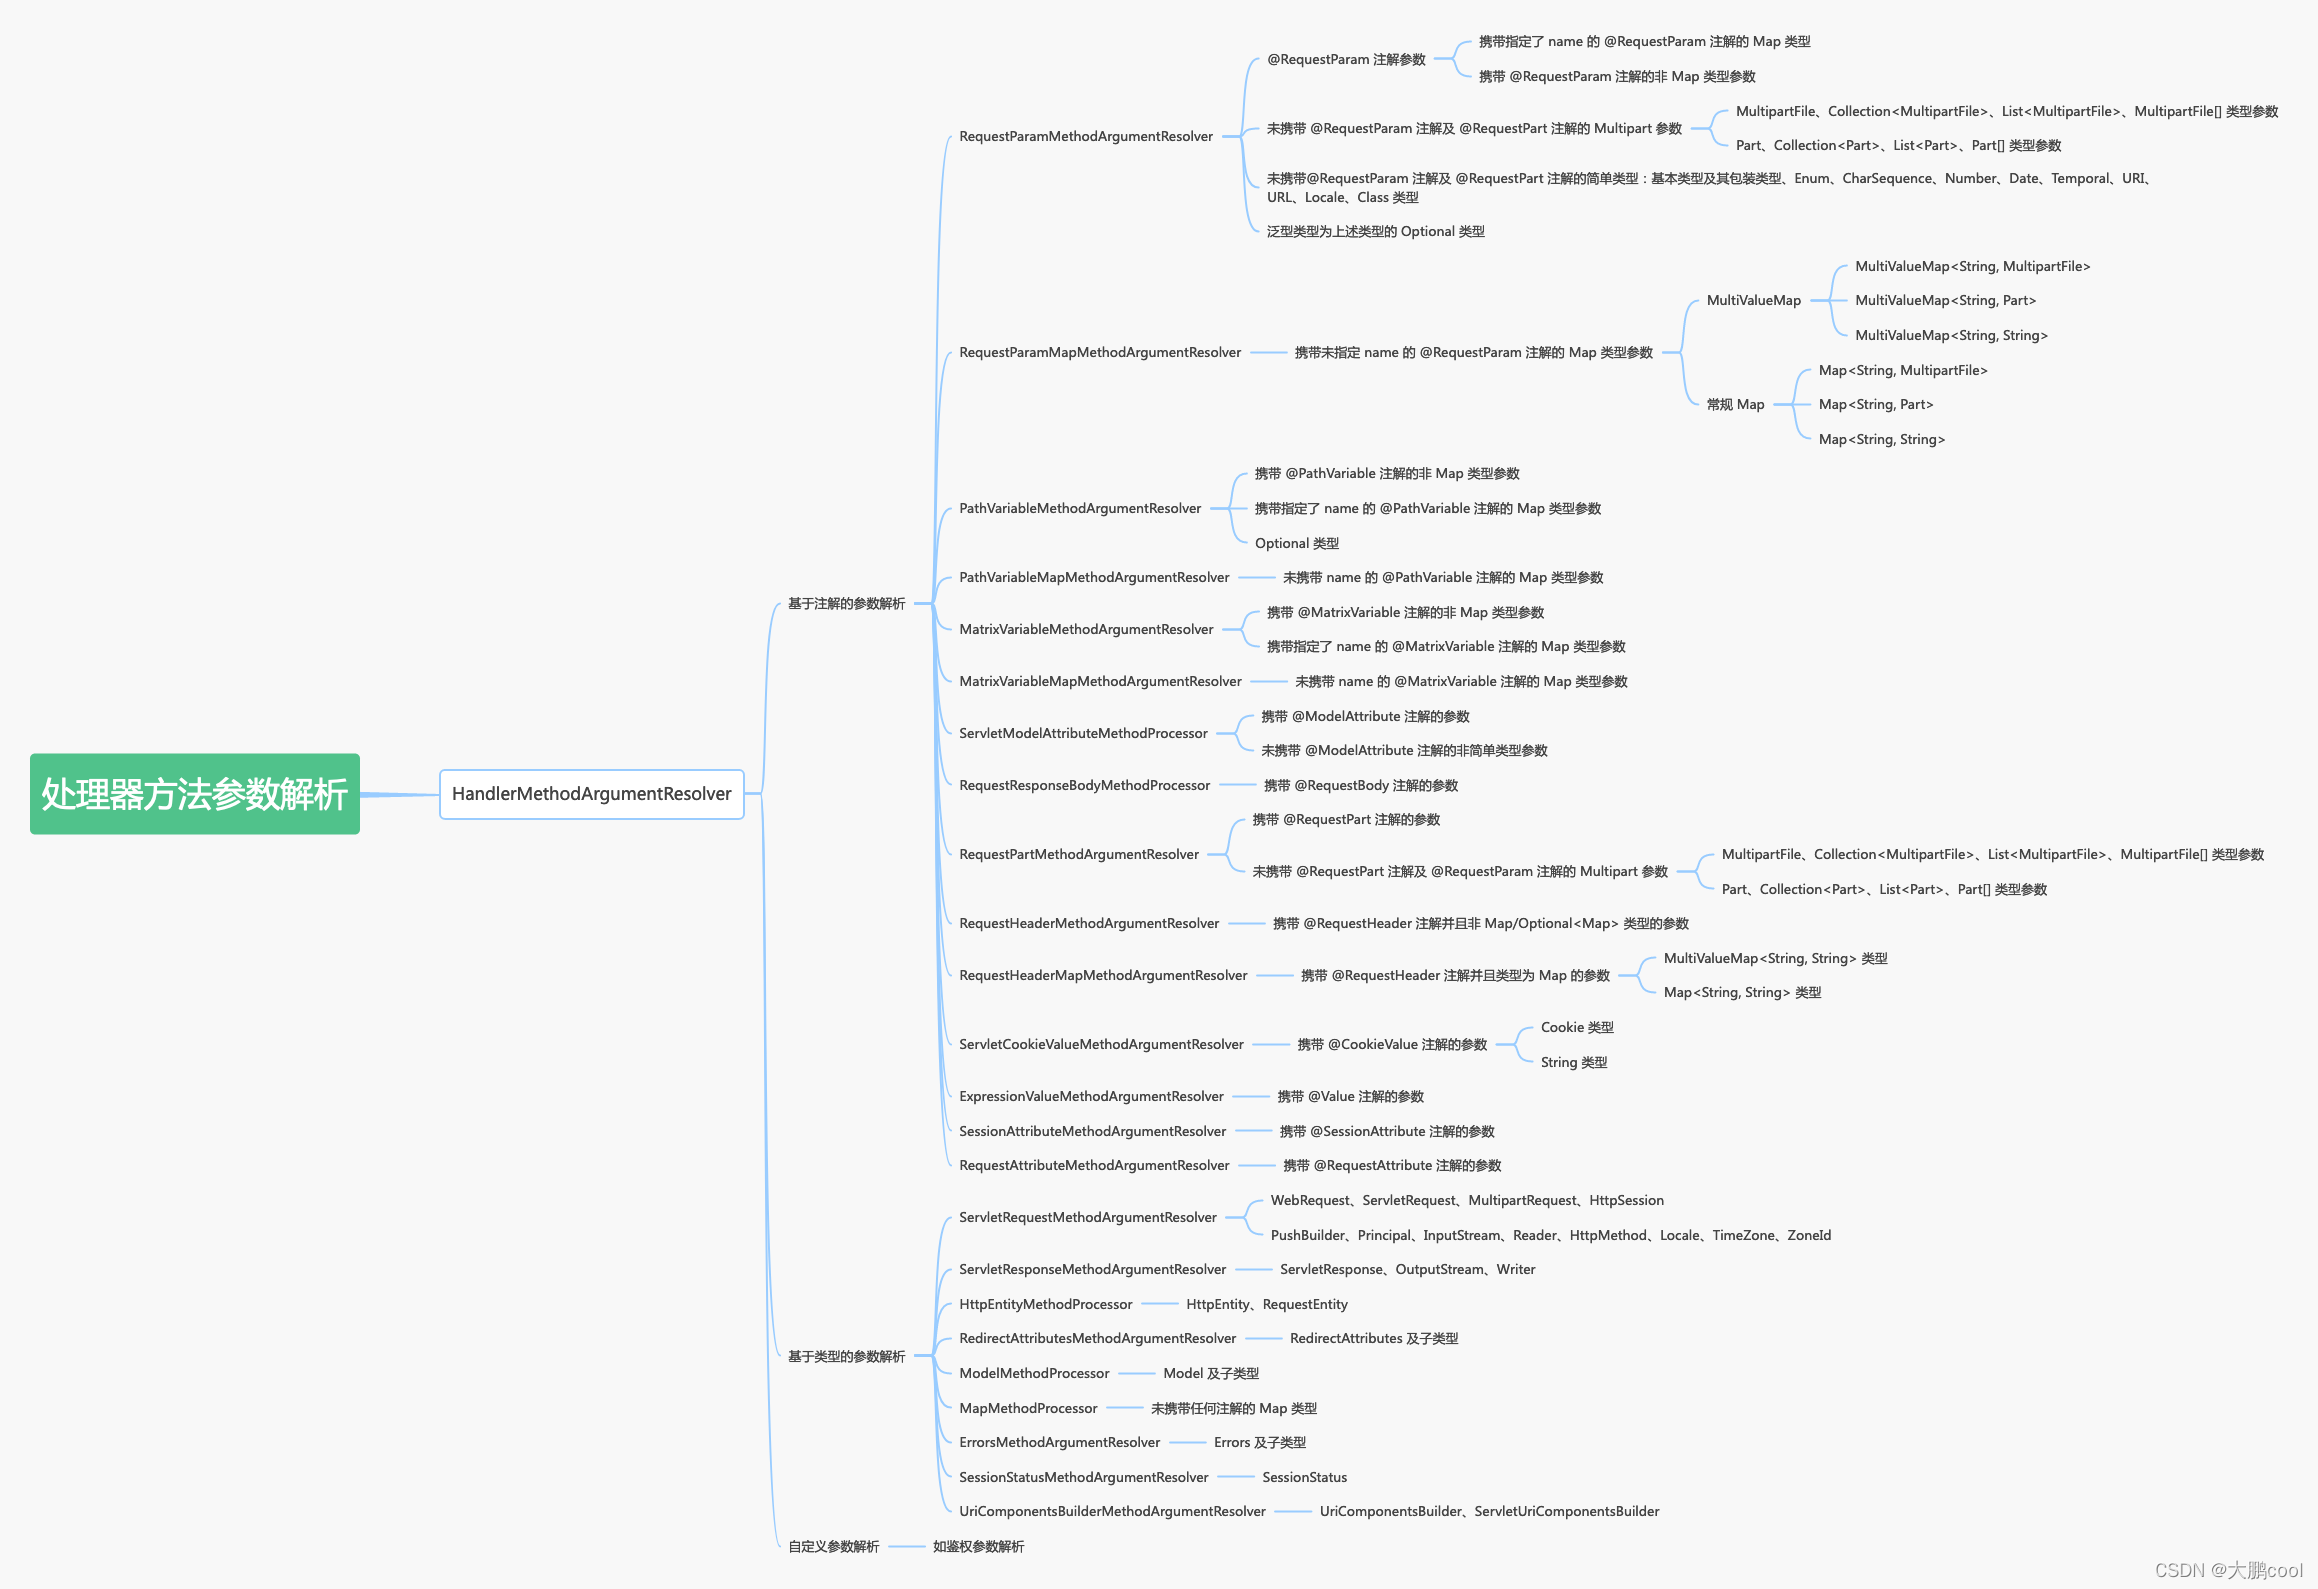 处理器方法参数解析
HandlerMethodArgumentResolver
基于注解的参数解析
RequestParamMethodArgumentResolver
@RequestParam 注解参数
携带指定了 name 的 @RequestParam 注解的 Map 类型
携带 @RequestParam 注解的非 Map 类型参数
未携带 @RequestParam 注解及 @RequestPart 注解的 Multipart 参数
MultipartFile、Collection<MultipartFile>、List<MultipartFile>、MultipartFile[] 类型参数
Part、Collection<Part>、List<Part>、Part[] 类型参数
未携带@RequestParam 注解及 @RequestPart 注解的简单类型：基本类型及其包装类型、Enum、CharSequence、Number、Date、Temporal、URI、
URL、Locale、Class 类型
泛型类型为上述类型的 Optional 类型
RequestParamMapMethodArgumentResolver
携带未指定 name 的 @RequestParam 注解的 Map 类型参数
MultiValueMap
MultiValueMap<String, MultipartFile>
MultiValueMap<String, Part>
MultiValueMap<String, String>
常规 Map
Map<String, MultipartFile>
Map<String, Part>
Map<String, String>
PathVariableMethodArgumentResolver
携带 @PathVariable 注解的非 Map 类型参数
携带指定了 name 的 @PathVariable 注解的 Map 类型参数
Optional 类型
PathVariableMapMethodArgumentResolver
未携带 name 的 @PathVariable 注解的 Map 类型参数
MatrixVariableMethodArgumentResolver
携带 @MatrixVariable 注解的非 Map 类型参数
携带指定了 name 的 @MatrixVariable 注解的 Map 类型参数
MatrixVariableMapMethodArgumentResolver
未携带 name 的 @MatrixVariable 注解的 Map 类型参数
ServletModelAttributeMethodProcessor
携带 @ModelAttribute 注解的参数
未携带 @ModelAttribute 注解的非简单类型参数
RequestResponseBodyMethodProcessor
携带 @RequestBody 注解的参数
RequestPartMethodArgumentResolver
携带 @RequestPart 注解的参数
未携带 @RequestPart 注解及 @RequestParam 注解的 Multipart 参数
MultipartFile、Collection<MultipartFile>、List<MultipartFile>、MultipartFile[] 类型参数
Part、Collection<Part>、List<Part>、Part[] 类型参数
RequestHeaderMethodArgumentResolver
携带 @RequestHeader 注解并且非 Map/Optional<Map> 类型的参数
RequestHeaderMapMethodArgumentResolver
携带 @RequestHeader 注解并且类型为 Map 的参数
MultiValueMap<String, String> 类型
Map<String, String> 类型
ServletCookieValueMethodArgumentResolver
携带 @CookieValue 注解的参数
Cookie 类型
String 类型
ExpressionValueMethodArgumentResolver
携带 @Value 注解的参数
SessionAttributeMethodArgumentResolver
携带 @SessionAttribute 注解的参数
RequestAttributeMethodArgumentResolver
携带 @RequestAttribute 注解的参数
基于类型的参数解析
ServletRequestMethodArgumentResolver
WebRequest、ServletRequest、MultipartRequest、HttpSession
PushBuilder、Principal、InputStream、Reader、HttpMethod、Locale、TimeZone、ZoneId
ServletResponseMethodArgumentResolver
ServletResponse、OutputStream、Writer
HttpEntityMethodProcessor
HttpEntity、RequestEntity
RedirectAttributesMethodArgumentResolver
RedirectAttributes 及子类型
ModelMethodProcessor
Model 及子类型
MapMethodProcessor
未携带任何注解的 Map 类型
ErrorsMethodArgumentResolver
Errors 及子类型
SessionStatusMethodArgumentResolver
SessionStatus
UriComponentsBuilderMethodArgumentResolver
UriComponentsBuilder、ServletUriComponentsBuilder
自定义参数解析
如鉴权参数解析
CSDN @大鹏cool